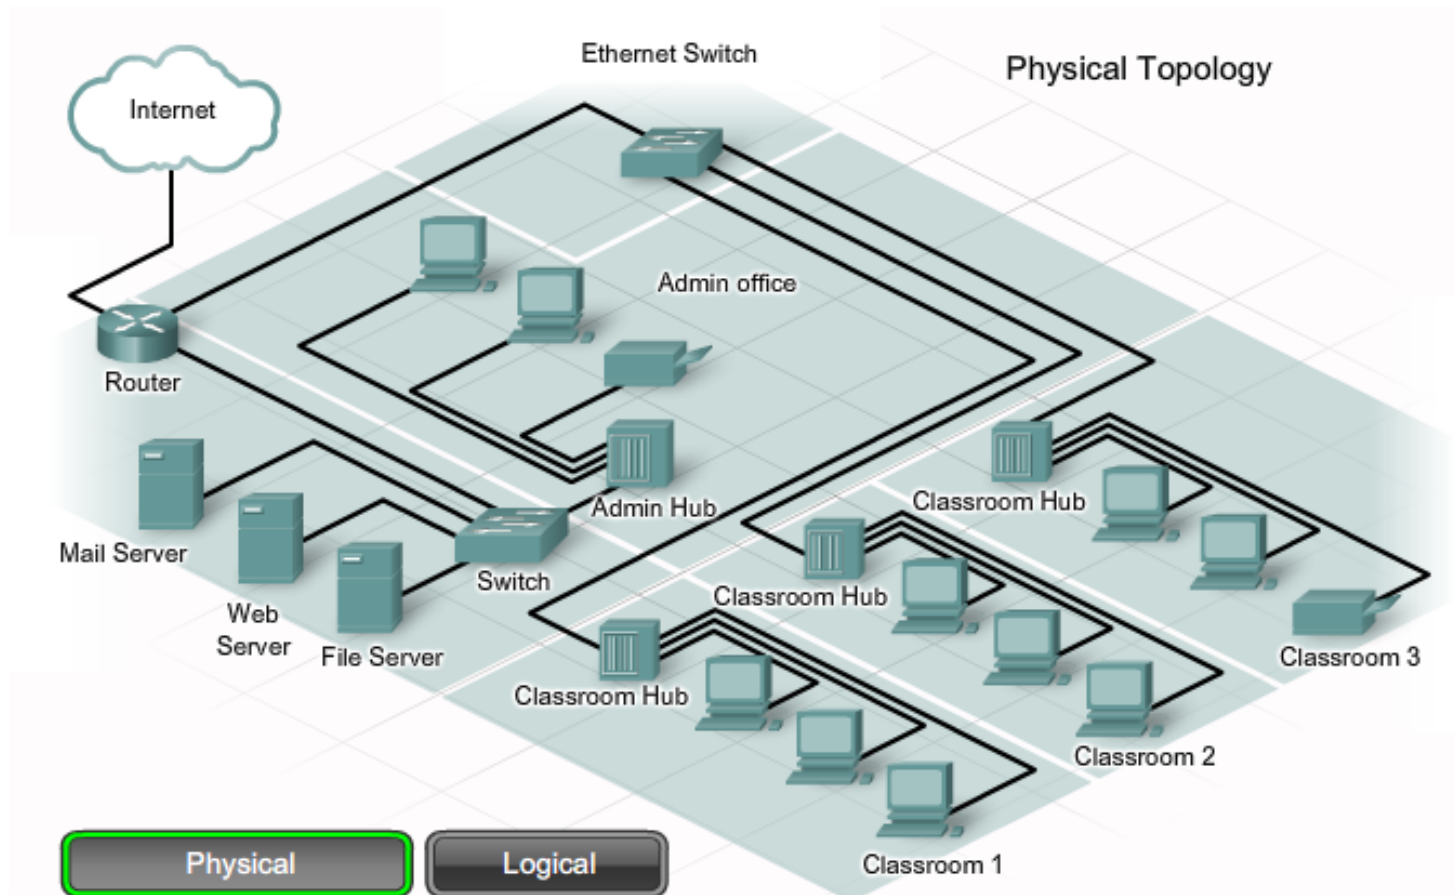 Ethernet Switch
Physical Topology
Internet
Admin office
Router
Classroom Hub
Admin Hub
Mail Server
Switch
Classroom Hub
Web
Server
File Server
Classroom 3
Classroom Hub
Classroom 2
Classroom 1
Physical
Logical